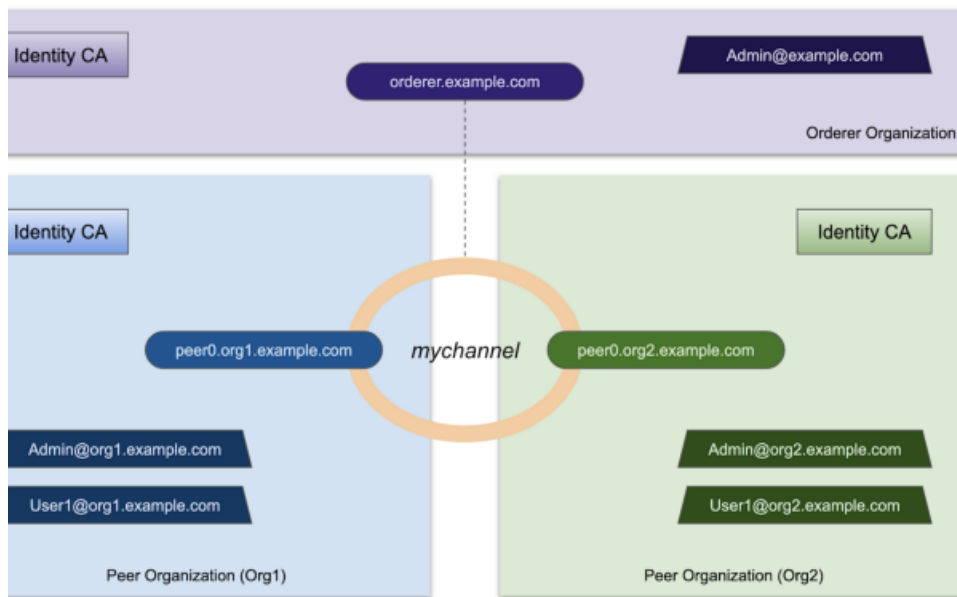 Identity CA
Admin@example.com
orderer.example.com
Orderer Organization
Identity CA
Identity CA
peer0.org1.example.com
mychannel
peer0.org2.example.com
Admin@org1.example.com
Admin@org2.example.com
User1@org1.example.com
User1@org2.example.com
Peer Organization (Org1)
Peer Organization (Org2)